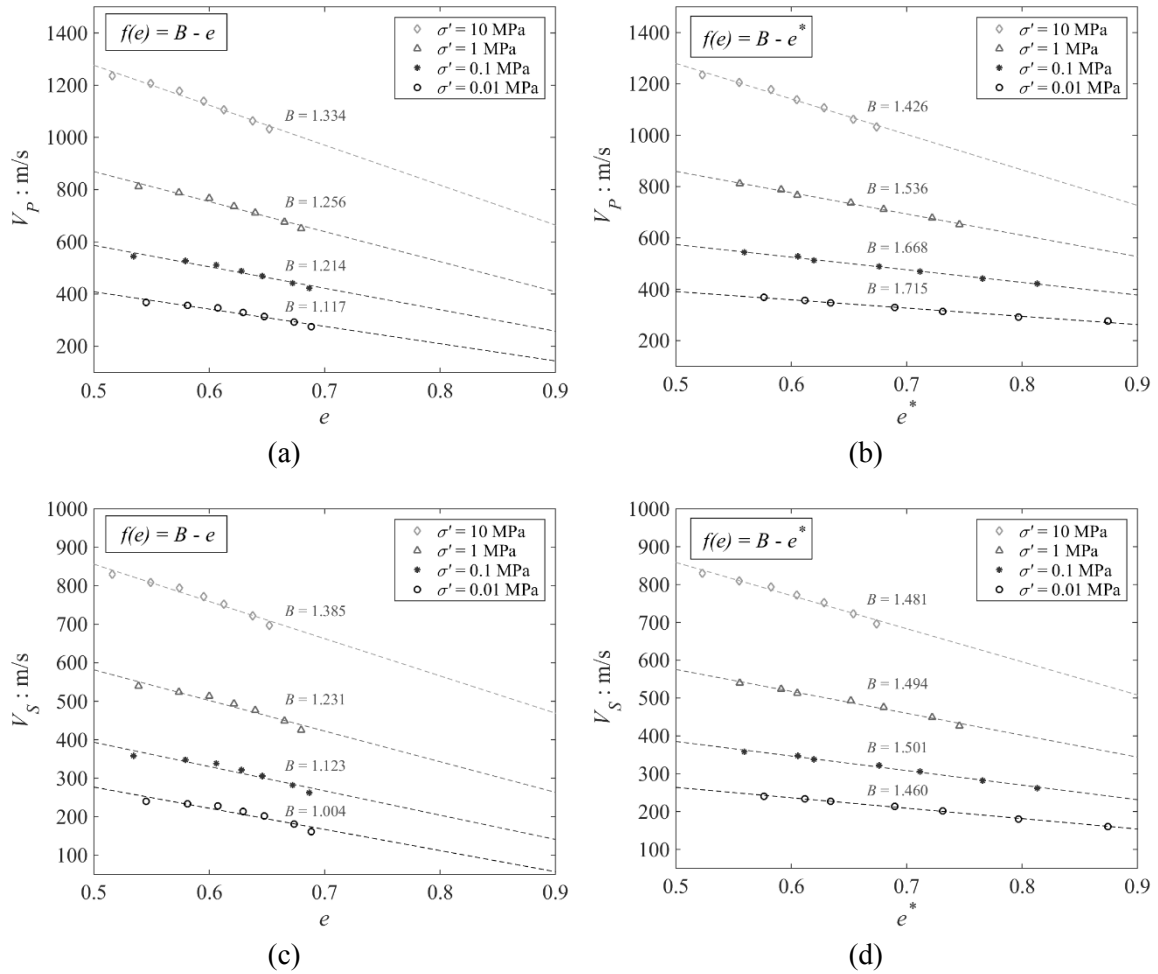 f(e) = B - e
σ' = 10 MPa
σ' = 1 MPa
σ' = 0.1 MPa
σ' = 0.01 MPa
1400
1200
1000
800
600
400
200
V_P : m/s
B = 1.334
B = 1.256
B = 1.214
B = 1.117
0.5 0.6 0.7 0.8 0.9
e
(a)
f(e) = B - e*
σ' = 10 MPa
σ' = 1 MPa
σ' = 0.1 MPa
σ' = 0.01 MPa
1400
1200
1000
800
600
400
200
V_P : m/s
B = 1.426
B = 1.536
B = 1.668
B = 1.715
0.5 0.6 0.7 0.8 0.9
e*
(b)
f(e) = B - e
σ' = 10 MPa
σ' = 1 MPa
σ' = 0.1 MPa
σ' = 0.01 MPa
1000
900
800
700
600
500
400
300
200
100
V_S : m/s
B = 1.385
B = 1.231
B = 1.123
B = 1.004
0.5 0.6 0.7 0.8 0.9
e
(c)
f(e) = B - e*
σ' = 10 MPa
σ' = 1 MPa
σ' = 0.1 MPa
σ' = 0.01 MPa
1000
900
800
700
600
500
400
300
200
100
V_S : m/s
B = 1.481
B = 1.494
B = 1.501
B = 1.460
0.5 0.6 0.7 0.8 0.9
e*
(d)